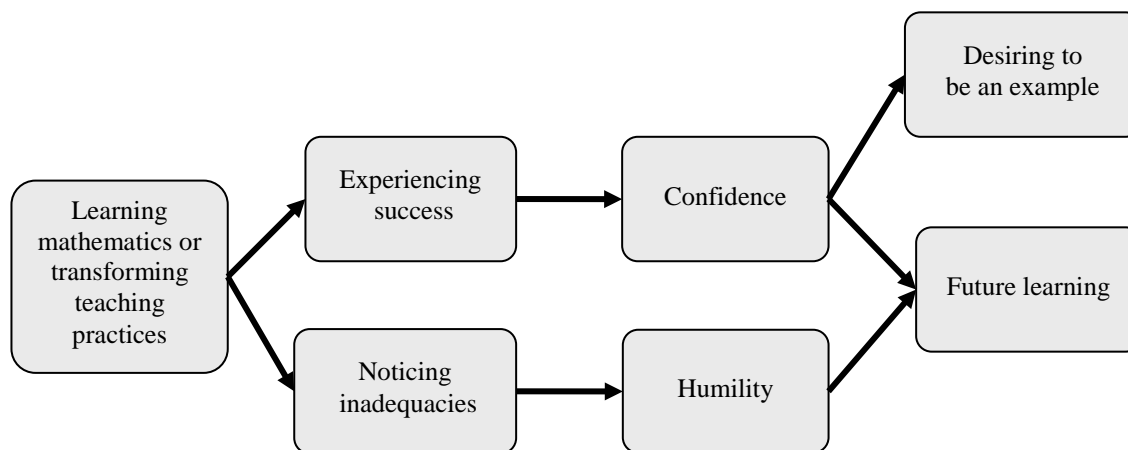 Learning
mathematics or
transforming
teaching
practices
Experiencing
success
Noticing
inadequacies
Confidence
Humility
Desiring to
be an example
Future learning